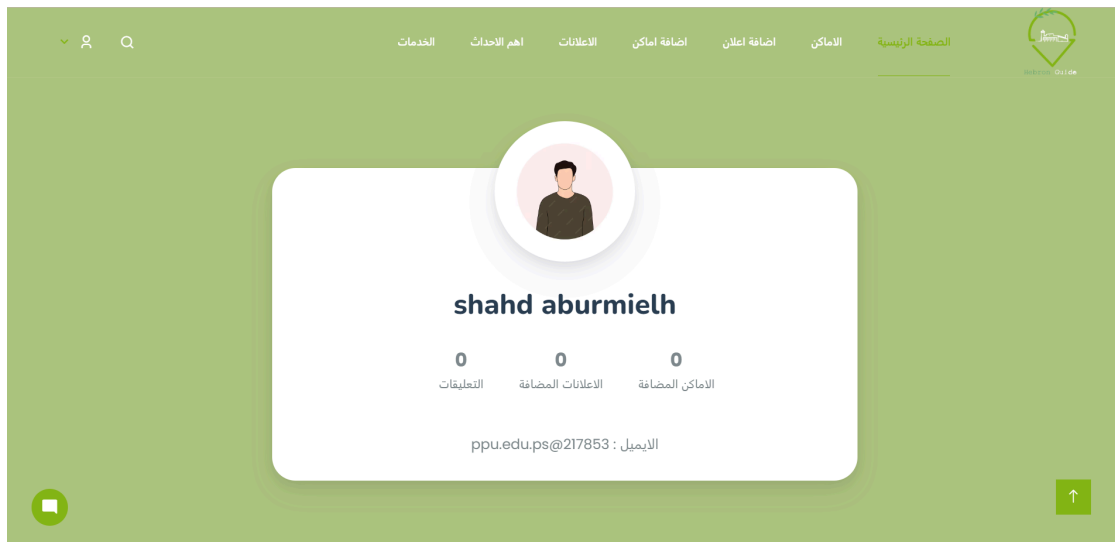 الصفحة الرئيسية الاماكن اضافة اعلان اضافة اماكن الاعلانات اهم الاحداث الخدمات
Guide
shahd aburmielh
0 0 0
الاماكن المضافة الاعلانات المضافة التعليقات
الايميل : 217853@ppu.edu.ps